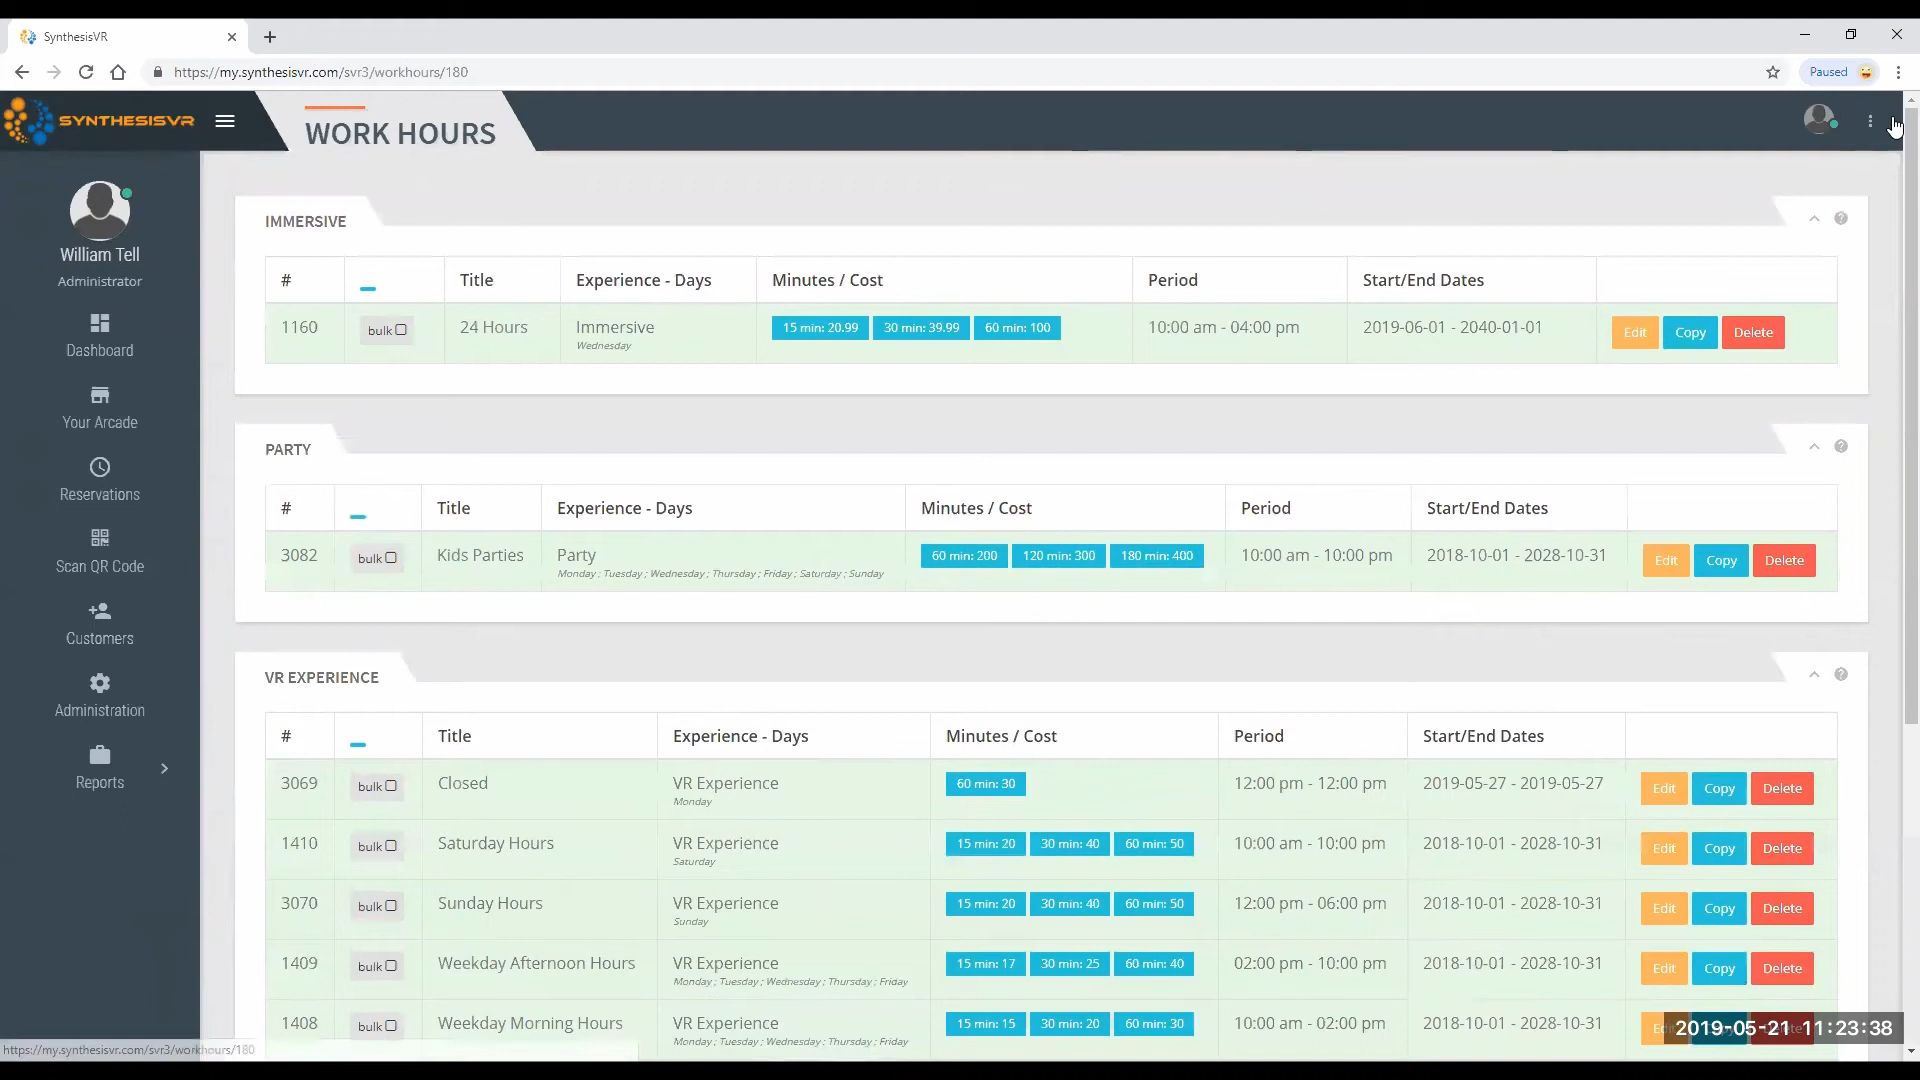 SynthesisVR
https://my.synthesisvr.com/svr3/workhours/180
Paused
SYNTHESISVR
WORK HOURS
William Tell
Administrator
Dashboard
Your Arcade
Reservations
Scan QR Code
Customers
Administration
Reports
IMMERSIVE
# Title Experience - Days Minutes / Cost Period Start/End Dates
1160 bulk 24 Hours Immersive 15 min: 20.99 30 min: 39.99 60 min: 100 10:00 am - 04:00 pm 2019-06-01 - 2040-01-01 Edit Copy Delete
Wednesday
PARTY
# Title Experience - Days Minutes / Cost Period Start/End Dates
3082 bulk Kids Parties Party 60 min: 200 120 min: 300 180 min: 400 10:00 am - 10:00 pm 2018-10-01 - 2028-10-31 Edit Copy Delete
Monday ; Tuesday ; Wednesday ; Thursday ; Friday ; Saturday ; Sunday
VR EXPERIENCE
# Title Experience - Days Minutes / Cost Period Start/End Dates
3069 bulk Closed VR Experience 60 min: 30 12:00 pm - 12:00 pm 2019-05-27 - 2019-05-27 Edit Copy Delete
Monday
1410 bulk Saturday Hours VR Experience 15 min: 20 30 min: 40 60 min: 50 10:00 am - 10:00 pm 2018-10-01 - 2028-10-31 Edit Copy Delete
Saturday
3070 bulk Sunday Hours VR Experience 15 min: 20 30 min: 40 60 min: 50 12:00 pm - 06:00 pm 2018-10-01 - 2028-10-31 Edit Copy Delete
Sunday
1409 bulk Weekday Afternoon Hours VR Experience 15 min: 17 30 min: 25 60 min: 40 02:00 pm - 10:00 pm 2018-10-01 - 2028-10-31 Edit Copy Delete
Monday ; Tuesday ; Wednesday ; Thursday ; Friday
1408 bulk Weekday Morning Hours VR Experience 15 min: 15 30 min: 20 60 min: 30 10:00 am - 02:00 pm 2018-10-01 - 2028-10-31
Monday ; Tuesday ; Wednesday ; Thursday ; Friday
2019-05-21 11:23:38
https://my.synthesisvr.com/svr3/workhours/180